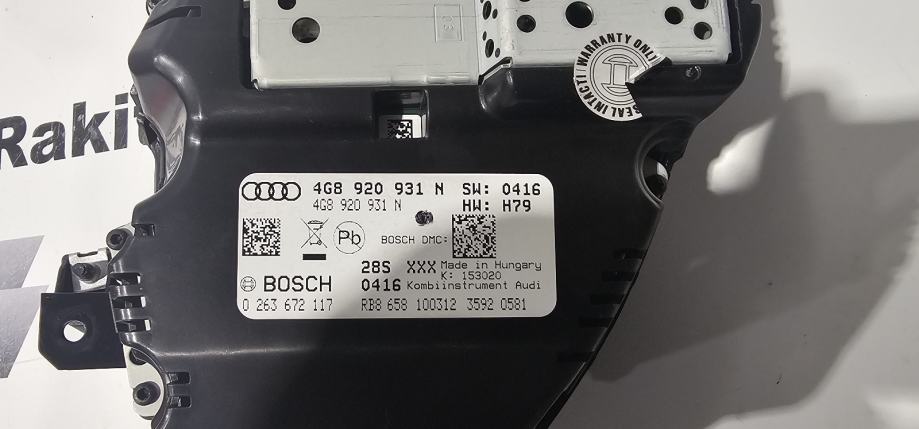 WARRANTY ONLY
SEAL INTACT!
Rakit
4G8 920 931 N SW: 0416
4G8 920 931 N HW: H79
Pb
BOSCH DMC:
28S XXX Made in Hungary
K: 153020
BOSCH 0416 Kombiinstrument Audi
0 263 672 117 RB8 658 100312 3592 0581